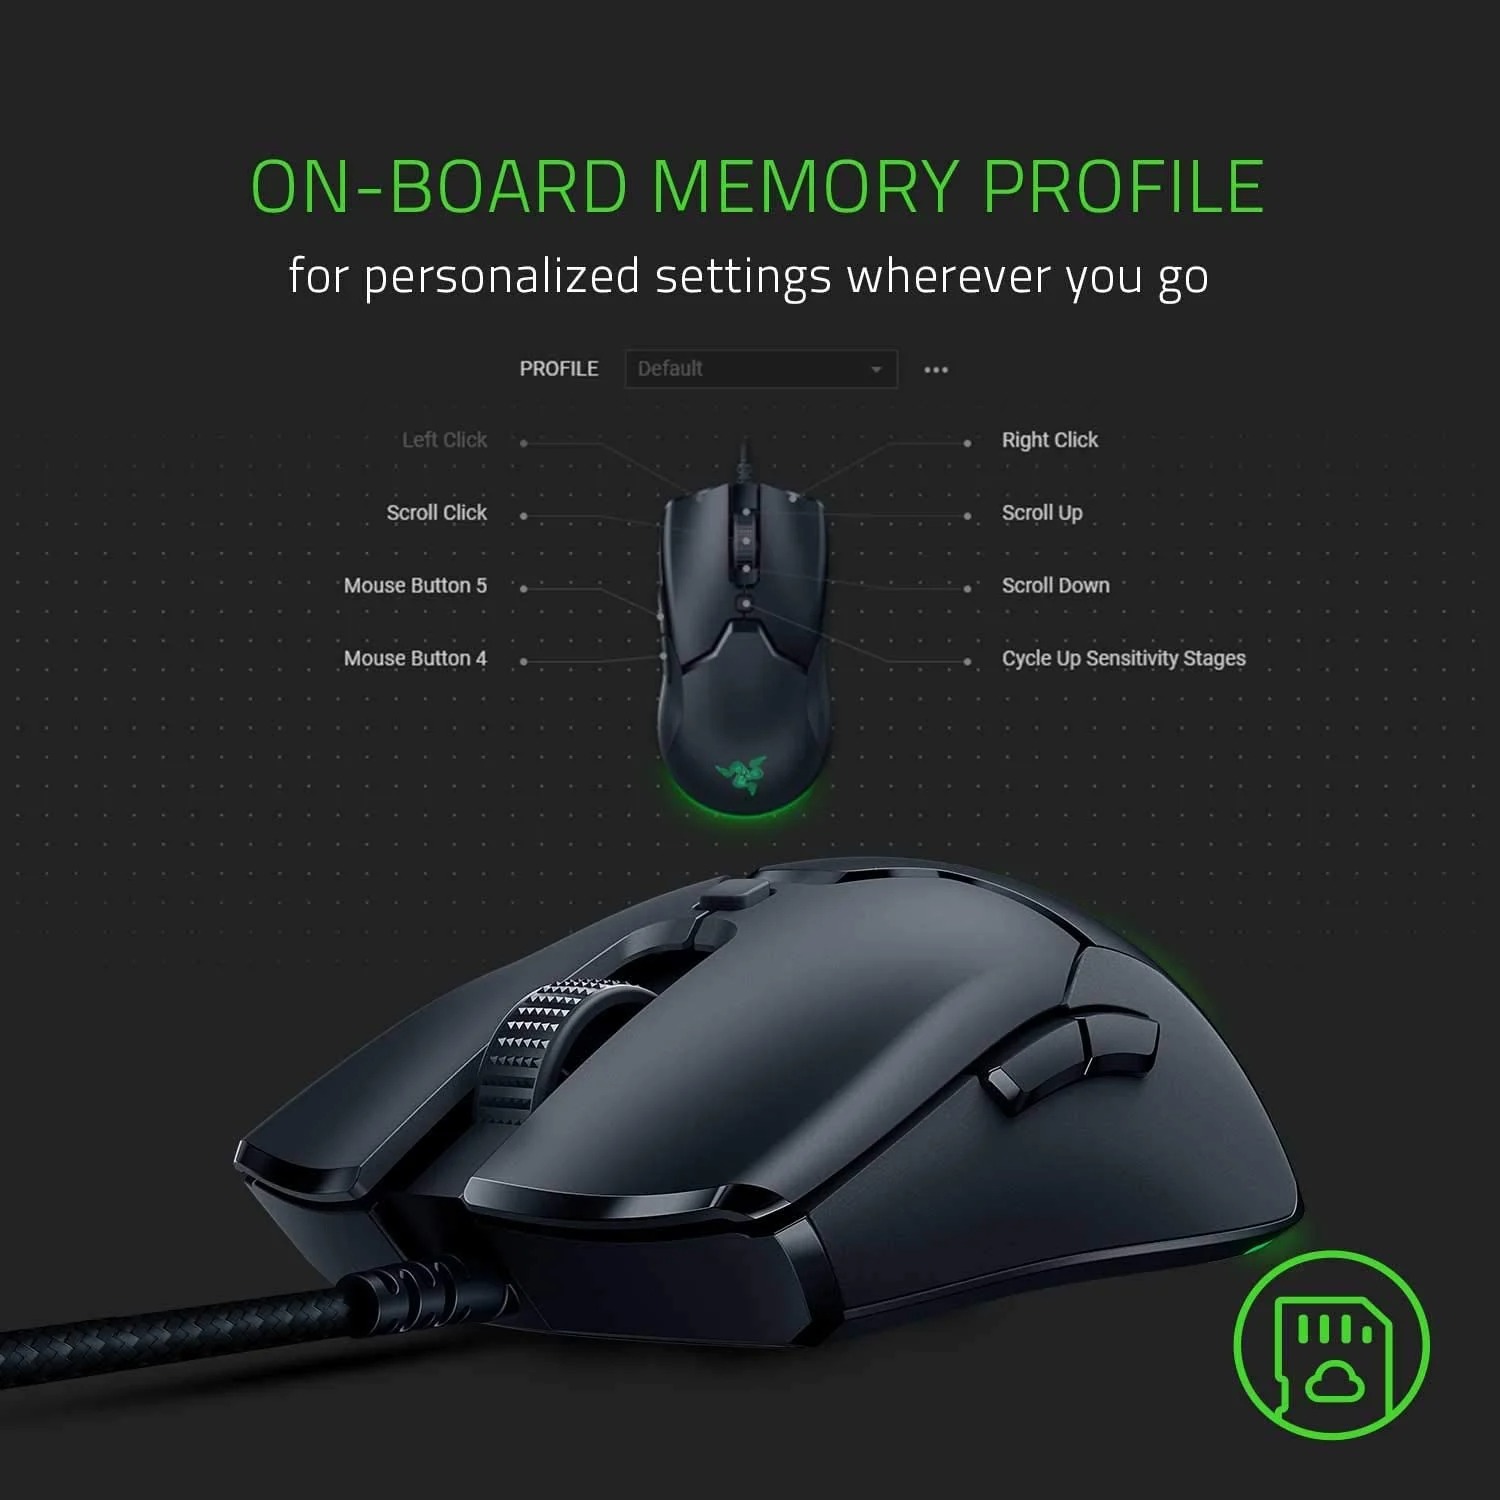 ON-BOARD MEMORY PROFILE
for personalized settings wherever you go
PROFILE Default
Left Click
Right Click
Scroll Click
Scroll Up
Mouse Button 5
Scroll Down
Mouse Button 4
Cycle Up Sensitivity Stages